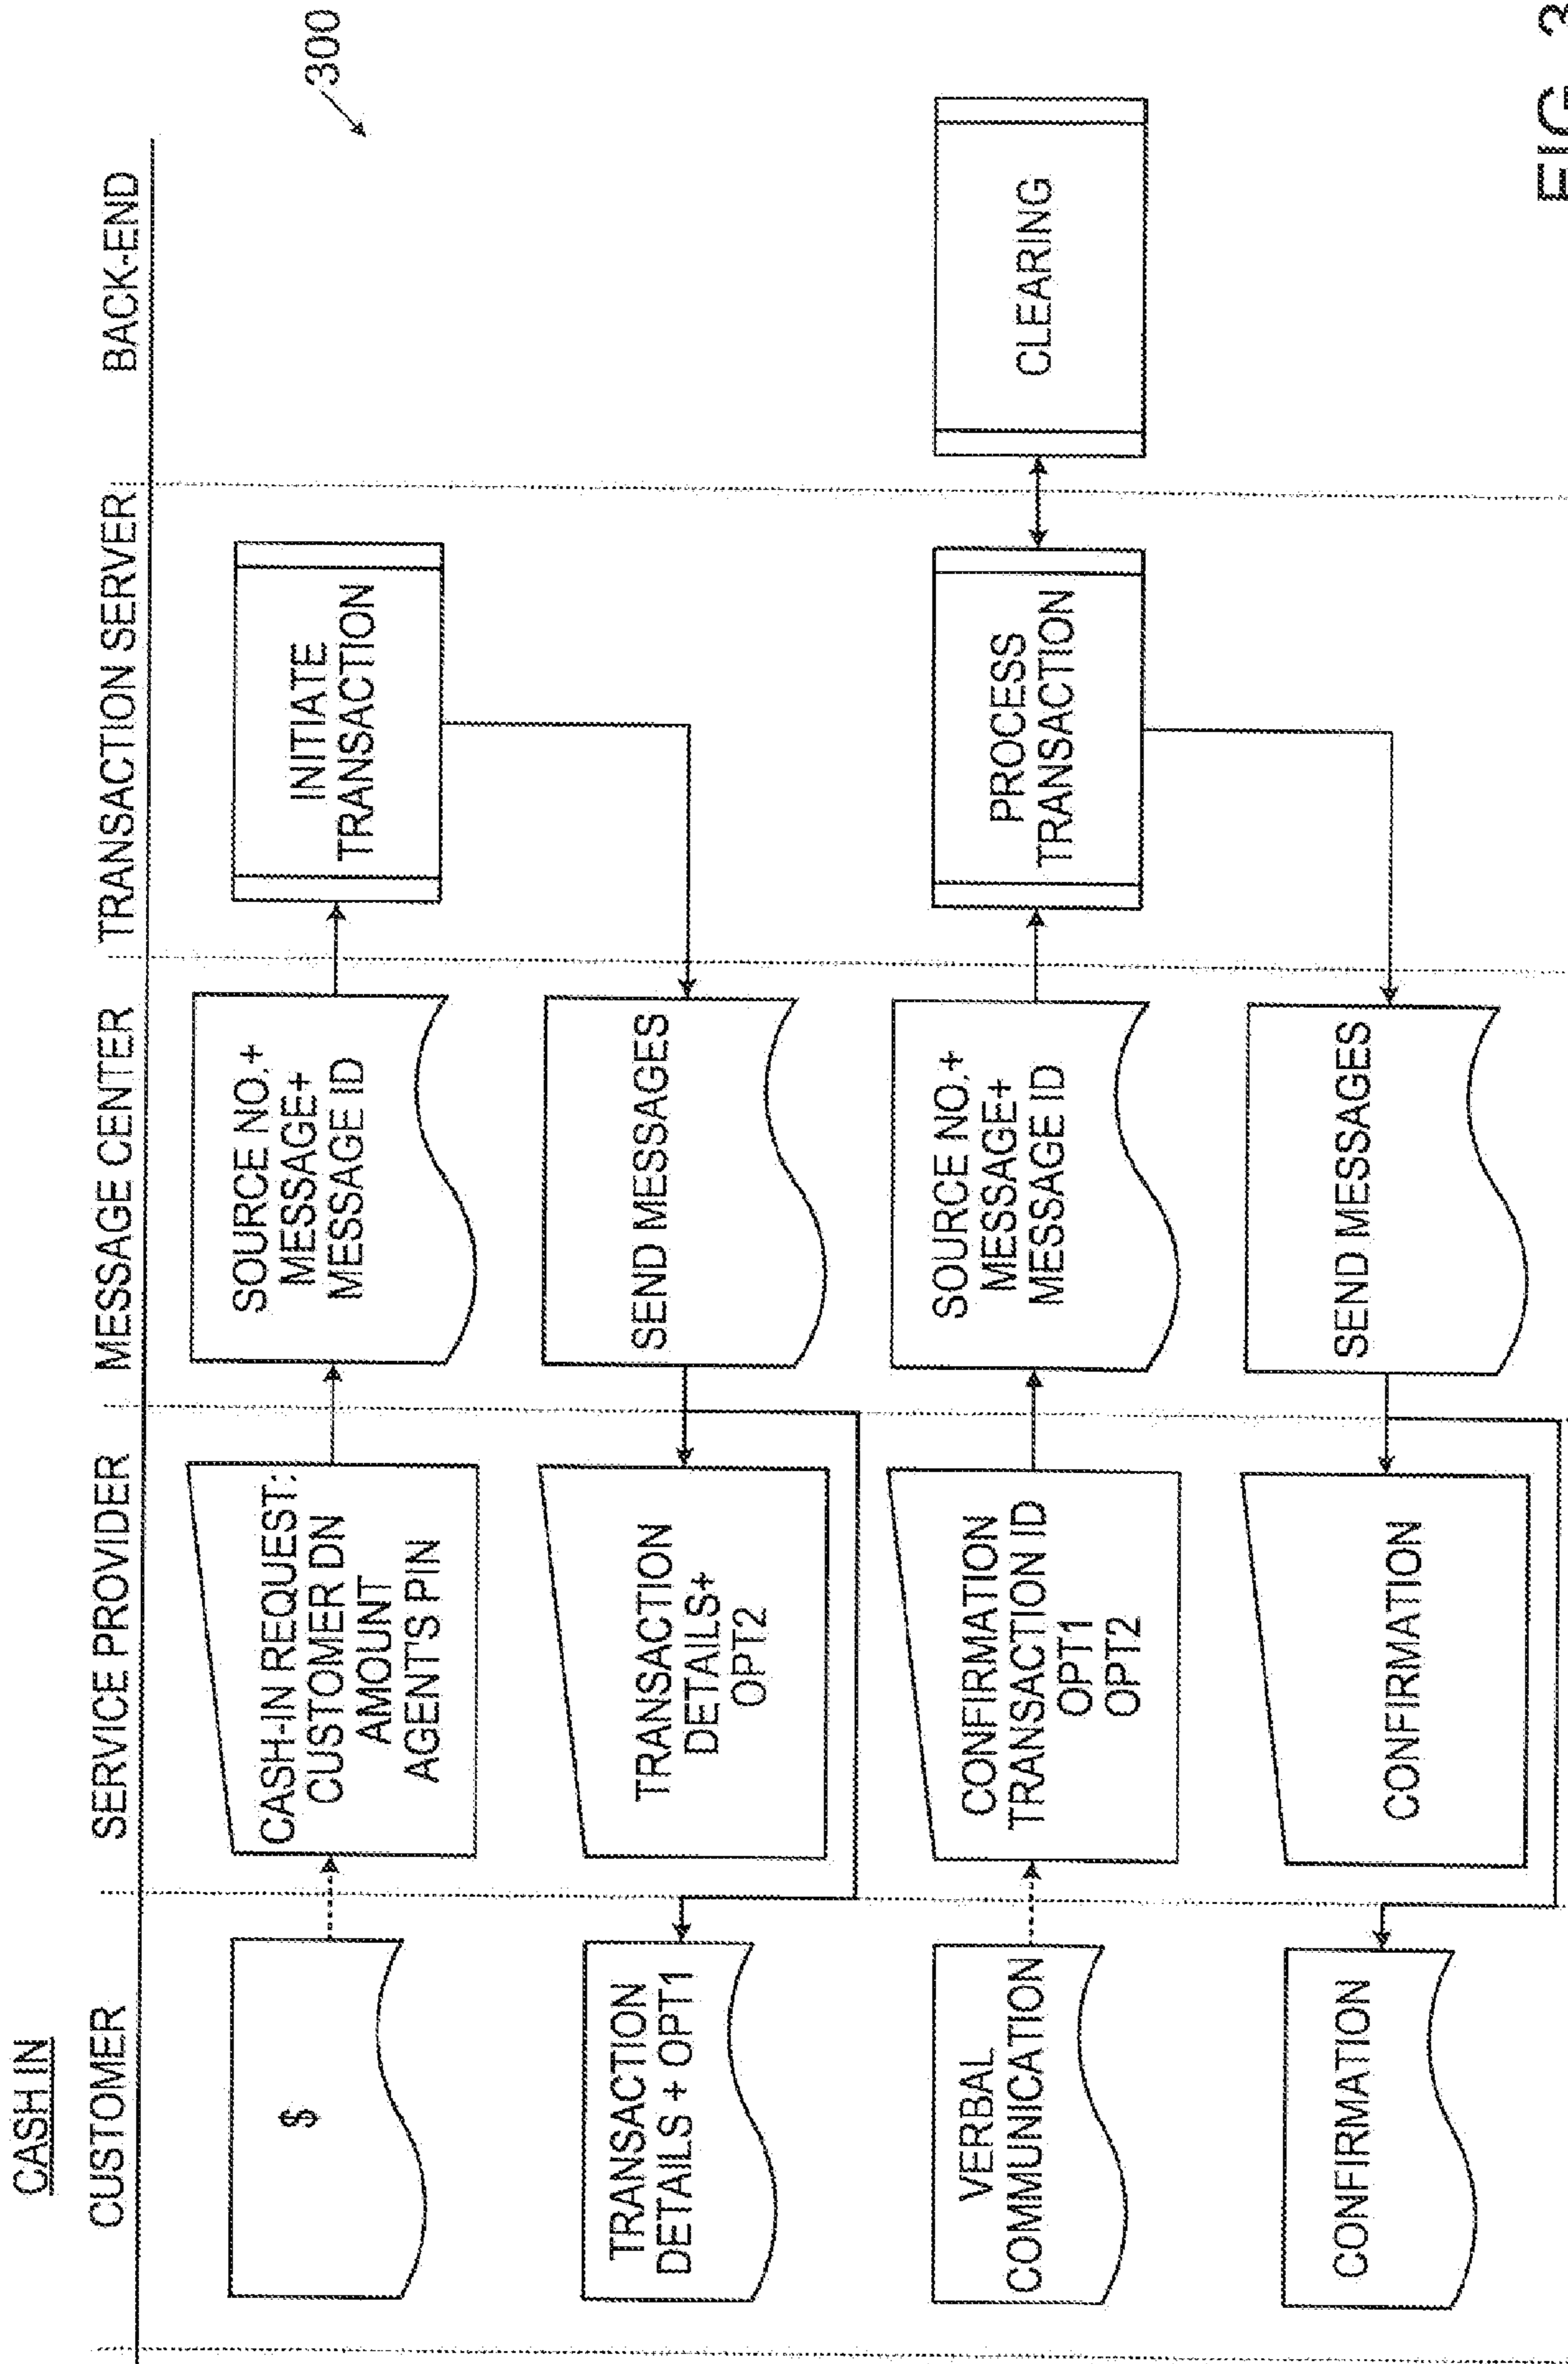 CASH IN
CUSTOMER
SERVICE PROVIDER
MESSAGE CENTER
TRANSACTION SERVER
BACK-END
300
$
CASH-IN REQUEST:
CUSTOMER DN
AMOUNT
AGENT'S PIN
SOURCE NO.+
MESSAGE+
MESSAGE ID
INITIATE
TRANSACTION
TRANSACTION
DETAILS + OPT1
TRANSACTION
DETAILS+
OPT2
SEND MESSAGES
VERBAL
COMMUNICATION
CONFIRMATION
TRANSACTION ID
OPT1
OPT2
SOURCE NO.+
MESSAGE+
MESSAGE ID
PROCESS
TRANSACTION
CLEARING
CONFIRMATION
CONFIRMATION
SEND MESSAGES
FIG. 3